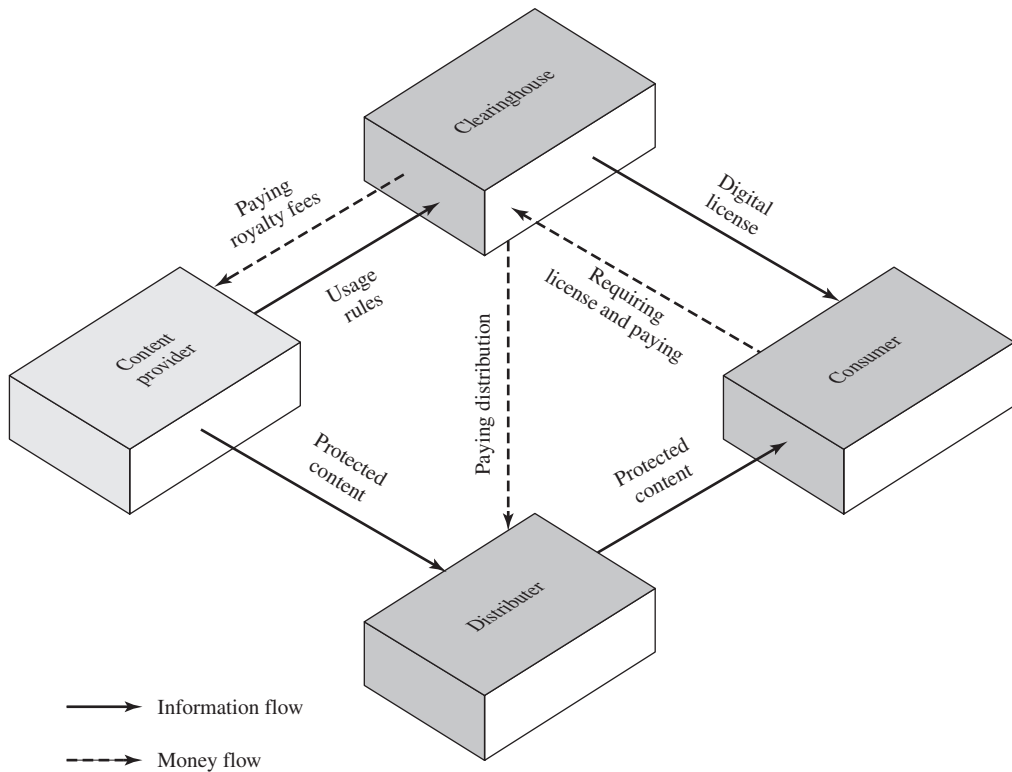 Clearinghouse
Paying
royalty fees
Usage
rules
Digital
license
Requiring
license and paying
Content
provider
Consumer
Paying distribution
Protected
content
Protected
content
Distributer
Information flow
Money flow